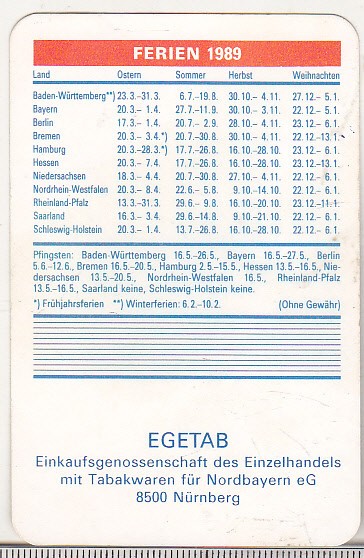 FERIEN 1989
Land Ostern Sommer Herbst Weihnachten
Baden-Württemberg**) 23.3.–31.3. 6.7.–19.8. 30.10.– 4.11. 27.12.– 5.1.
Bayern 20.3.– 1.4. 27.7.–11.9. 30.10.– 3.11. 22.12.– 5.1.
Berlin 17.3.– 1.4. 20.7.– 2.9. 28.10.– 4.11. 23.12.– 6.1.
Bremen 20.3.– 3.4.*) 20.7.–30.8. 30.10.– 4.11. 22.12.–13.1.
Hamburg 20.3.–28.3.*) 17.7.–26.8. 16.10.–28.10. 23.12.– 6.1.
Hessen 20.3.– 7.4. 17.7.–26.8. 16.10.–28.10. 23.12.–13.1.
Niedersachsen 18.3.– 4.4. 20.7.–30.8. 27.10.– 4.11. 22.12.– 6.1.
Nordrhein-Westfalen 20.3.– 8.4. 22.6.– 5.8. 9.10.–14.10. 22.12.– 6.1.
Rheinland-Pfalz 13.3.–31.3. 29.6.– 9.8. 16.10.–20.10. 23.12.–11.1.
Saarland 16.3.– 3.4. 29.6.–14.8. 9.10.–21.10. 22.12.– 6.1.
Schleswig-Holstein 20.3.– 1.4. 13.7.–26.8. 16.10.–28.10. 22.12.– 6.1.
Pfingsten: Baden-Württemberg 16.5.–26.5., Bayern 16.5.–27.5., Berlin
5.6.–12.6., Bremen 16.5.–20.5., Hamburg 2.5.–15.5., Hessen 13.5.–16.5., Nie-
dersachsen 13.5.–20.5., Nordrhein-Westfalen 16.5., Rheinland-Pfalz
13.5.–16.5., Saarland keine, Schleswig-Holstein keine.
*) Frühjahrsferien **) Winterferien: 6.2.–10.2. (Ohne Gewähr)
EGETAB
Einkaufsgenossenschaft des Einzelhandels
mit Tabakwaren für Nordbayern eG
8500 Nürnberg